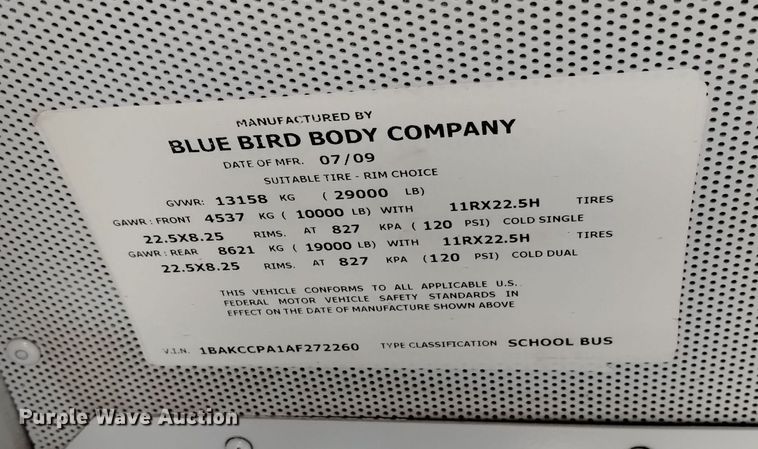 MANUFACTURED BY
BLUE BIRD BODY COMPANY
DATE OF MFR. 07/09
SUITABLE TIRE - RIM CHOICE
GVWR: 13158 KG ( 29000 LB)
GAWR : FRONT 4537 KG ( 10000 LB) WITH 11RX22.5H TIRES
22.5X8.25 RIMS. AT 827 KPA ( 120 PSI) COLD SINGLE
GAWR : REAR 8621 KG ( 19000 LB) WITH 11RX22.5H TIRES
22.5X8.25 RIMS. AT 827 KPA (120 PSI) COLD DUAL
THIS VEHICLE CONFORMS TO ALL APPLICABLE U.S.
FEDERAL MOTOR VEHICLE SAFETY STANDARDS IN
EFFECT ON THE DATE OF MANUFACTURE SHOWN ABOVE
V.I.N. 1BAKCCPA1AF272260 TYPE CLASSIFICATION SCHOOL BUS
Purple Wave Auction